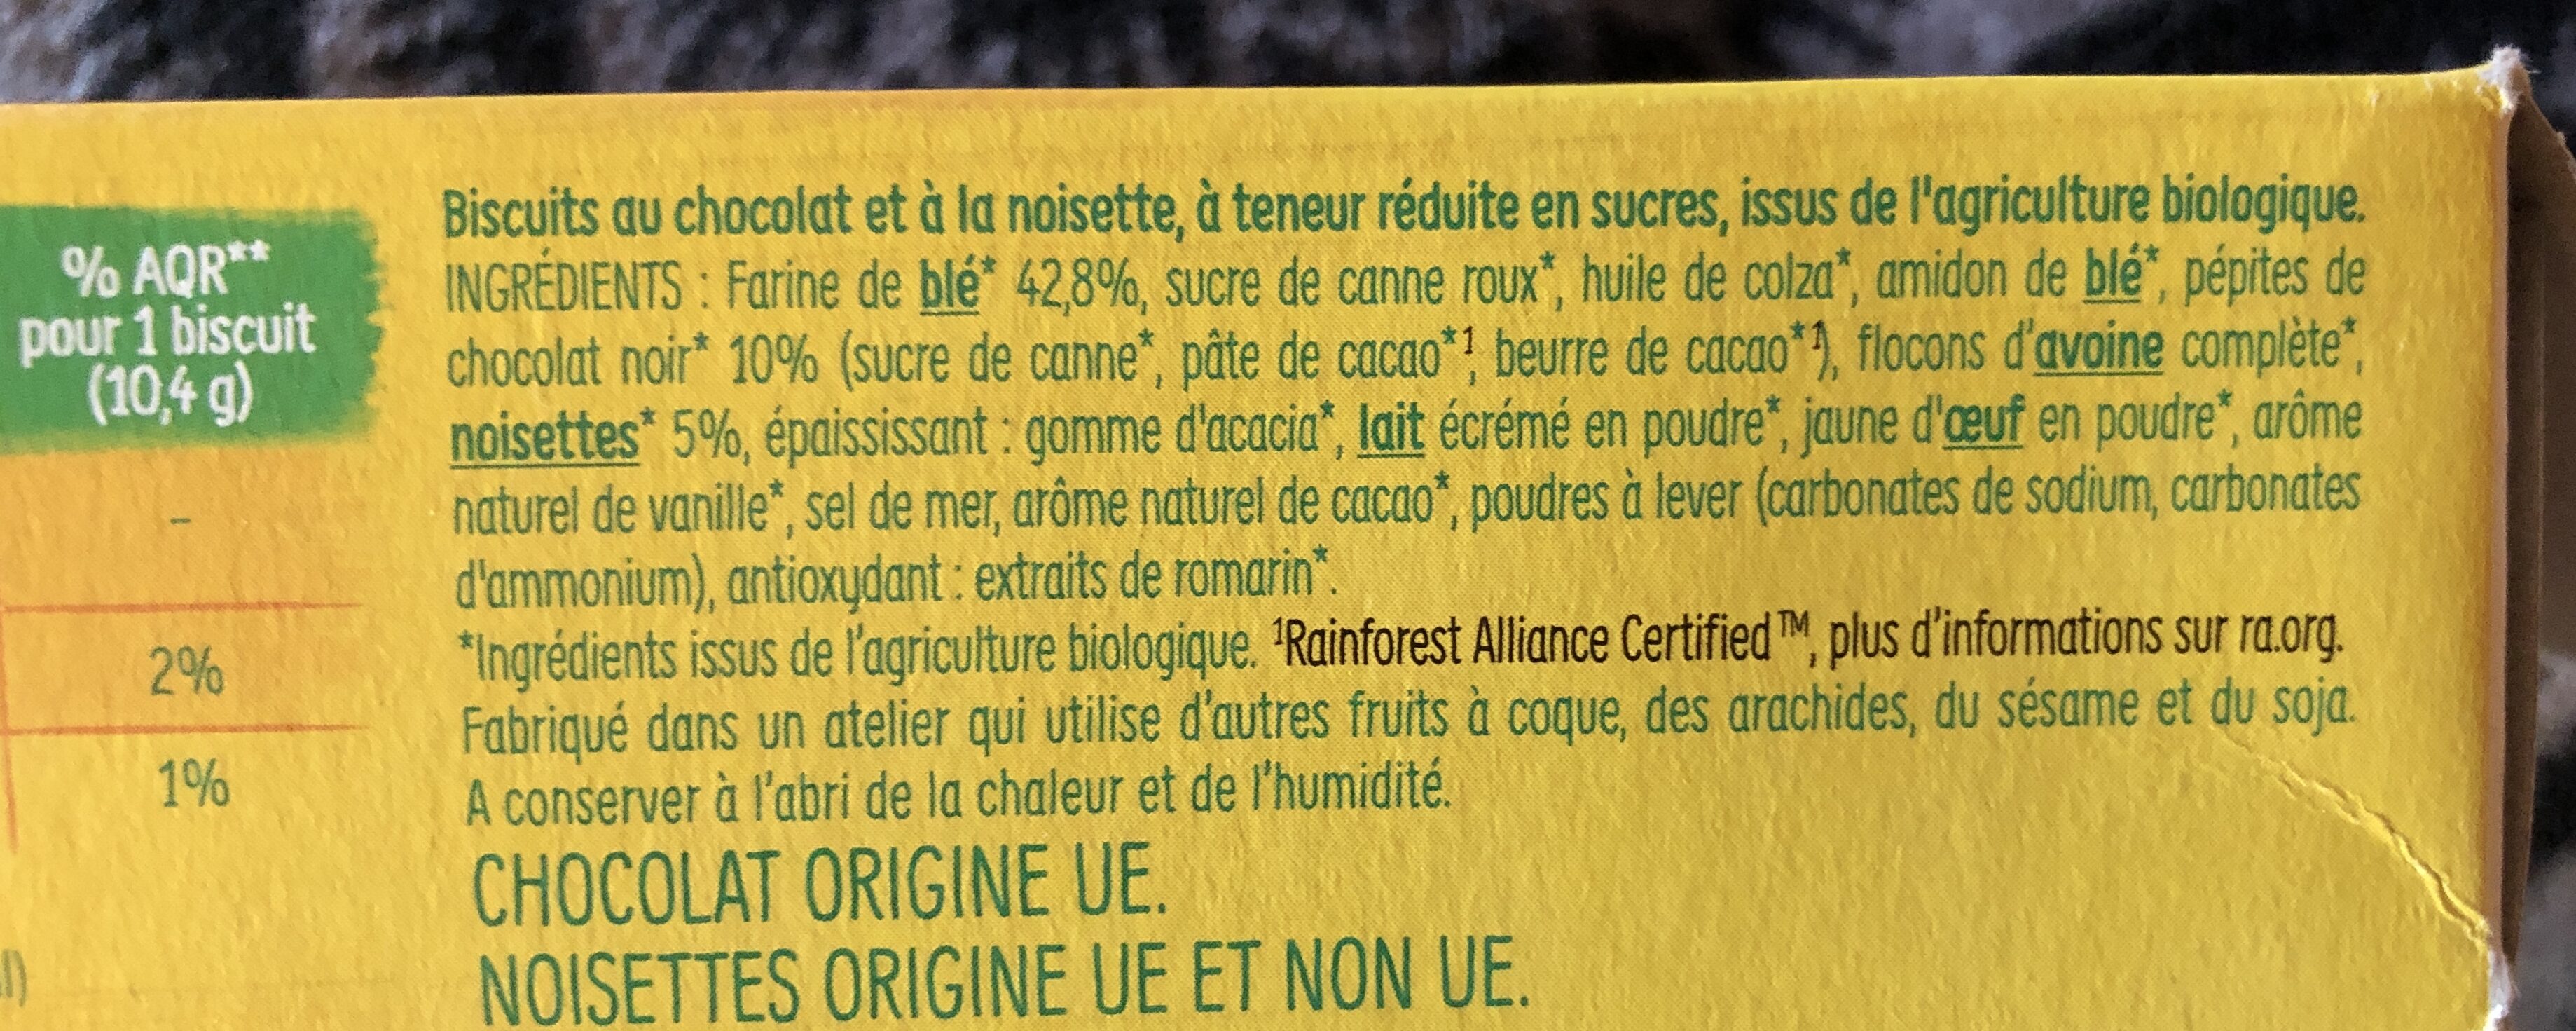 % AQR**
pour 1 biscuit
(10,4 g)
-
2%
1%
Biscuits au chocolat et à la noisette, à teneur réduite en sucres, issus de l'agriculture biologique.
INGRÉDIENTS : Farine de blé* 42,8%, sucre de canne roux*, huile de colza*, amidon de blé*, pépites de
chocolat noir* 10% (sucre de canne*, pâte de cacao*¹, beurre de cacao*¹), flocons d'avoine complète*,
noisettes* 5%, épaississant : gomme d'acacia*, lait écrémé en poudre*, jaune d'œuf en poudre*, arôme
naturel de vanille*, sel de mer, arôme naturel de cacao*, poudres à lever (carbonates de sodium, carbonates
d'ammonium), antioxydant : extraits de romarin*.
*Ingrédients issus de l'agriculture biologique. ¹Rainforest Alliance Certified™, plus d'informations sur ra.org.
Fabriqué dans un atelier qui utilise d'autres fruits à coque, des arachides, du sésame et du soja.
A conserver à l'abri de la chaleur et de l'humidité.
CHOCOLAT ORIGINE UE.
NOISETTES ORIGINE UE ET NON UE.